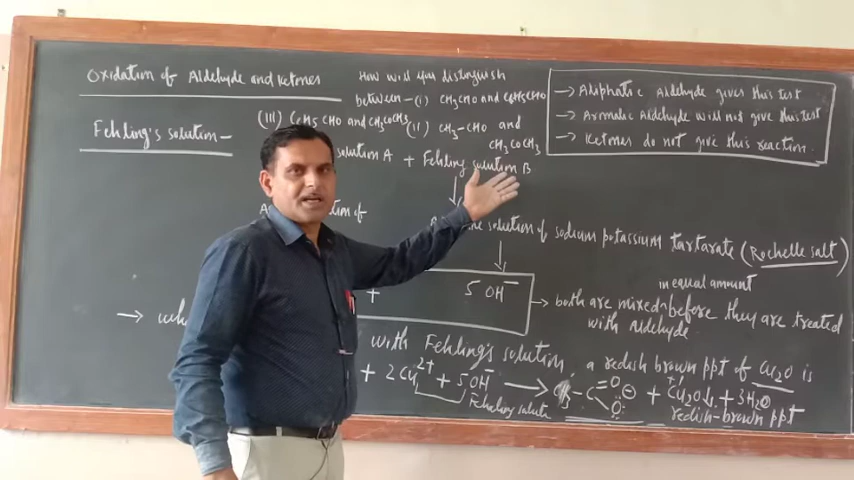 Oxidation of Aldehyde and Ketones
Fehling's solution -
How will you distinguish
between - (i) CH3CHO and C6H5CHO
(ii) CH3-CHO and
CH3COCH3
(iii) C6H5CHO and CH3COCH3
→ Aliphatic Aldehyde gives this test
→ Aromatic Aldehyde will not give this test
→ Ketones do not give this reaction.
solution A + Fehling solution B
of
solution of sodium potassium tartarate (Rochelle salt)
+ 5 OH⁻
→ both are mixed in equal amount before they are treated
with aldehyde.
→
with Fehling's solution, a redish brown ppt of Cu2O is
+ 2Cu2+ + 5OH⁻ → C O O ⊖ + Cu2O↓ + 3H2O
redish-brown ppt